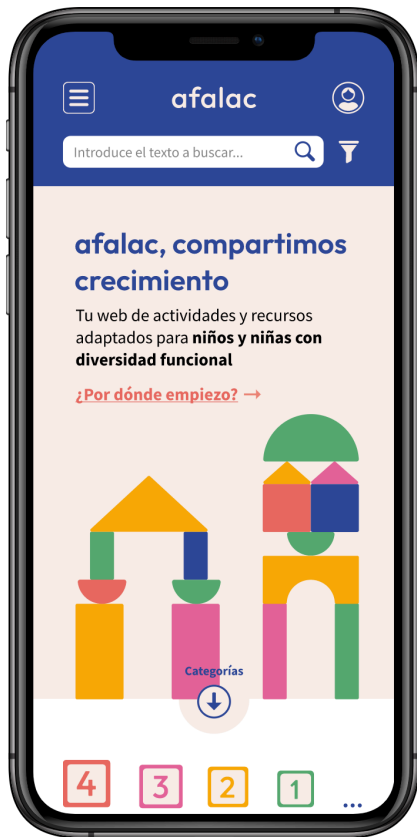 afalac
Introduce el texto a buscar...
afalac, compartimos
crecimiento
Tu web de actividades y recursos
adaptados para niños y niñas con
diversidad funcional
¿Por dónde empiezo? →
Categorías
4 3 2 1 ...